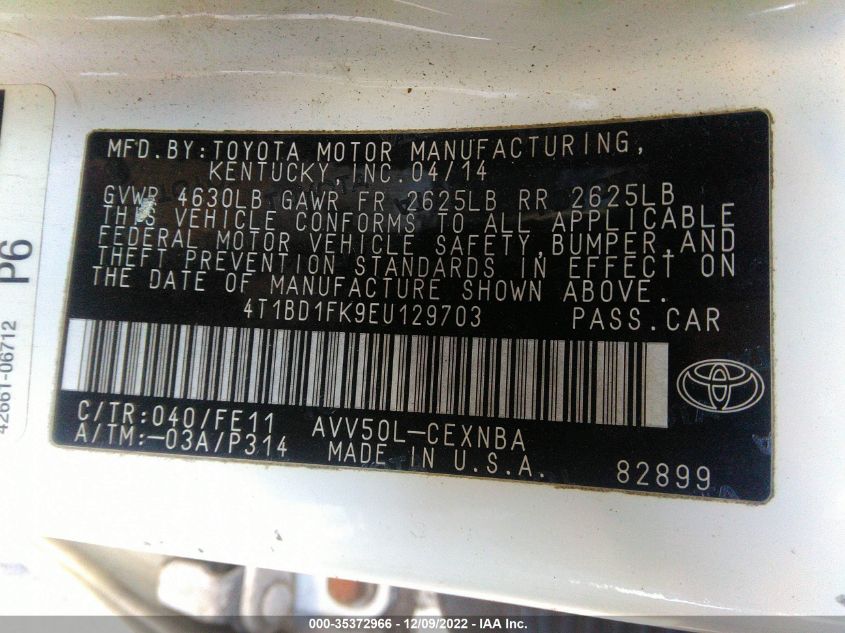 MFD.BY:TOYOTA MOTOR MANUFACTURING,
KENTUCKY INC.04/14
GVWR 4630LB GAWR FR 2625LB RR 2625LB
THIS VEHICLE CONFORMS TO ALL APPLICABLE
FEDERAL MOTOR VEHICLE SAFETY,BUMPER,AND
THEFT PREVENTION STANDARDS IN EFFECT ON
THE DATE OF MANUFACTURE SHOWN ABOVE.
4T1BD1FK9EU129703 PASS.CAR
C/TR:040/FE11 AVV50L-CEXNBA
A/TM:-03A/P314 MADE IN U.S.A.
82899
P6
42661-06712
000-35372966 - 12/09/2022 - IAA Inc.